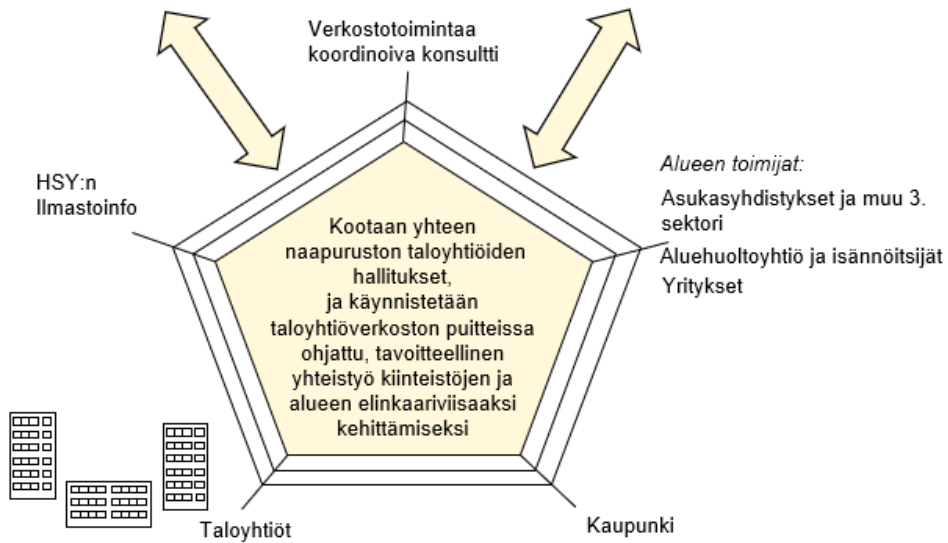 Verkostotoimintaa
koordinoiva konsultti
HSY:n
Ilmastoinfo
Alueen toimijat:
Asukasyhdistykset ja muu 3.
sektori
Aluehuoltoyhtiö ja isännöitsijät
Yritykset
Kootaan yhteen
naapuruston taloyhtiöiden
hallitukset,
ja käynnistetään
taloyhtiöverkoston puitteissa
ohjattu, tavoitteellinen
yhteistyö kiinteistöjen ja
alueen elinkaariviisaaksi
kehittämiseksi
Taloyhtiöt
Kaupunki